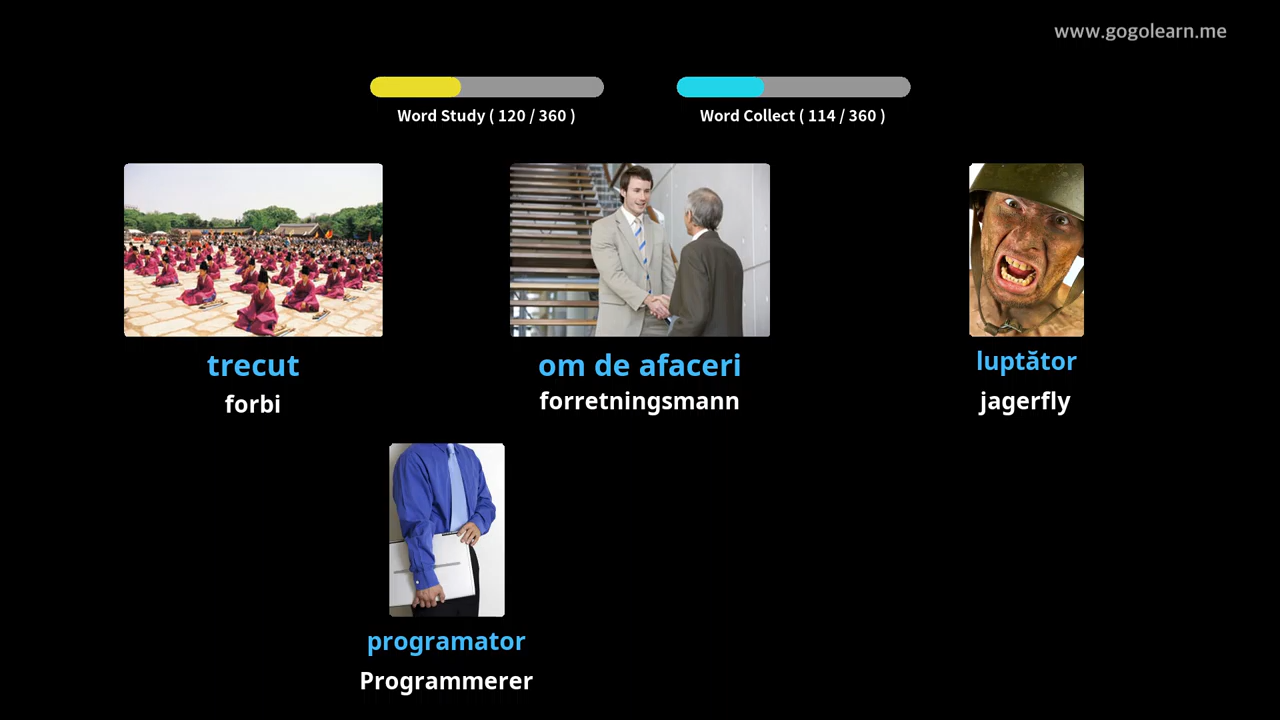 www.gogolearn.me
Word Study ( 120 / 360 )
Word Collect ( 114 / 360 )
trecut
forbi
om de afaceri
forretningsmann
luptător
jagerfly
programator
Programmerer